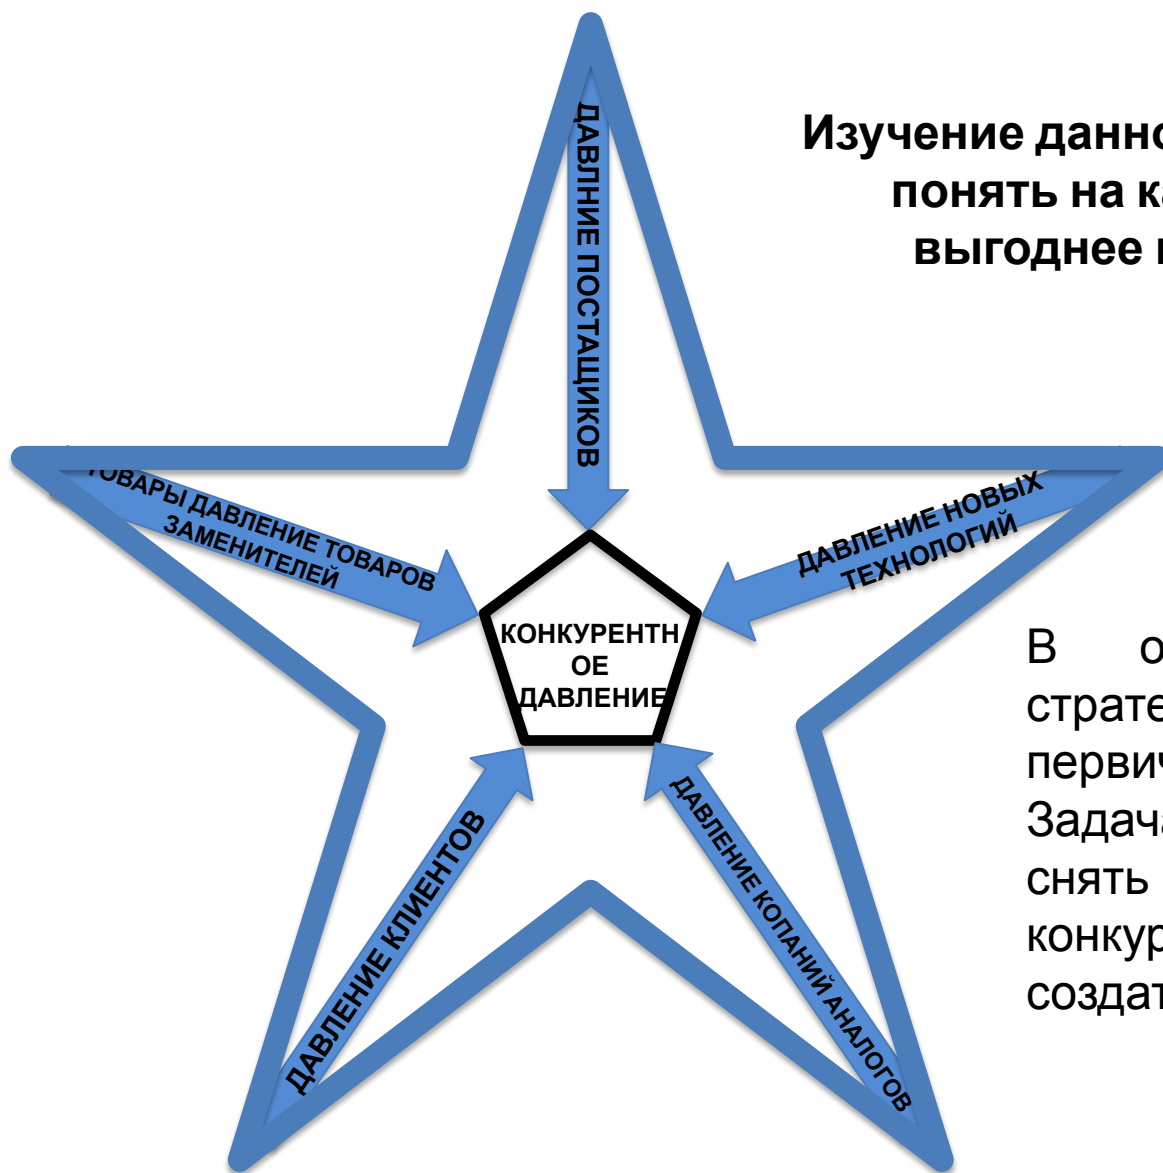 ДАВЛНИЕ ПОСТАЩИКОВ
Изучение данно
понять на ка
выгоднее
ТОВАРЫ ДАВЛЕНИЕ ТОВАРОВ
ЗАМЕНИТЕЛЕЙ
ДАВЛЕНИЕ НОВЫХ
ТЕХНОЛОГИЙ
КОНКУРЕНТН
ОЕ
ДАВЛЕНИЕ
ДАВЛЕНИЕ КЛИЕНТОВ
ДАВЛЕНИЕ КОПАНИЙ АНАЛОГОВ
В о
страте
первич
Задача
снять
конкур
создат